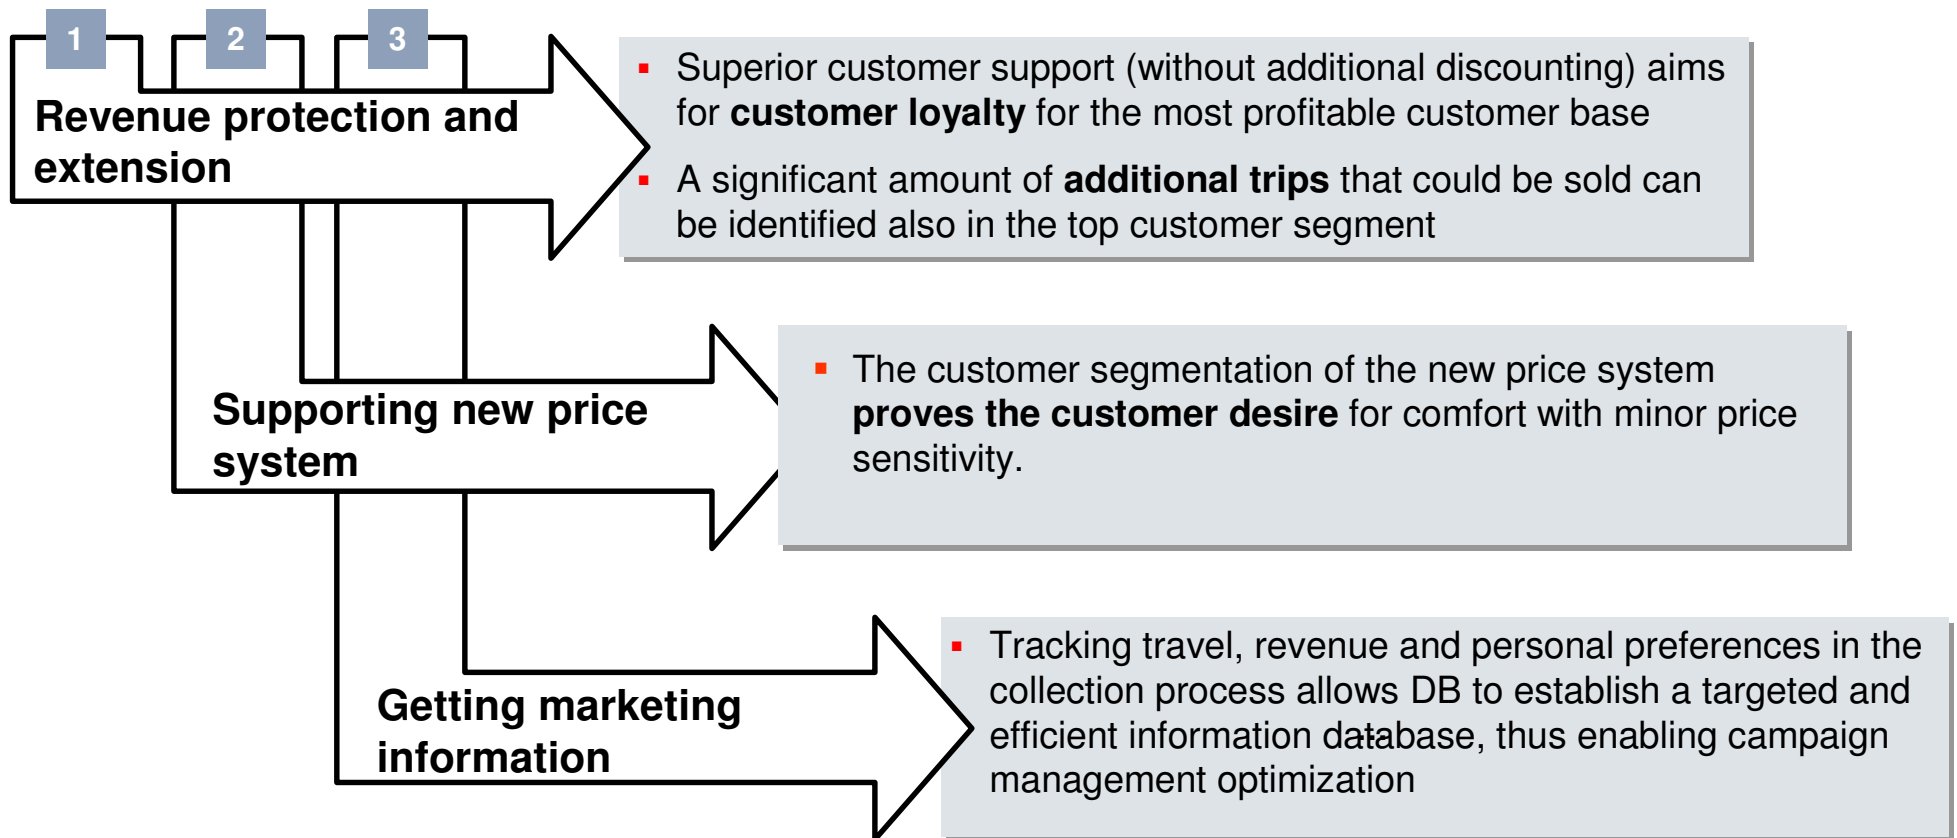 1
2
3
Revenue protection and
extension
▪ Superior customer support (without additional discounting) aims
for customer loyalty for the most profitable customer base
▪ A significant amount of additional trips that could be sold can
be identified also in the top customer segment
Supporting new price
system
▪ The customer segmentation of the new price system
proves the customer desire for comfort with minor price
sensitivity.
Getting marketing
information
▪ Tracking travel, revenue and personal preferences in the
collection process allows DB to establish a targeted and
efficient information database, thus enabling campaign
management optimization
...